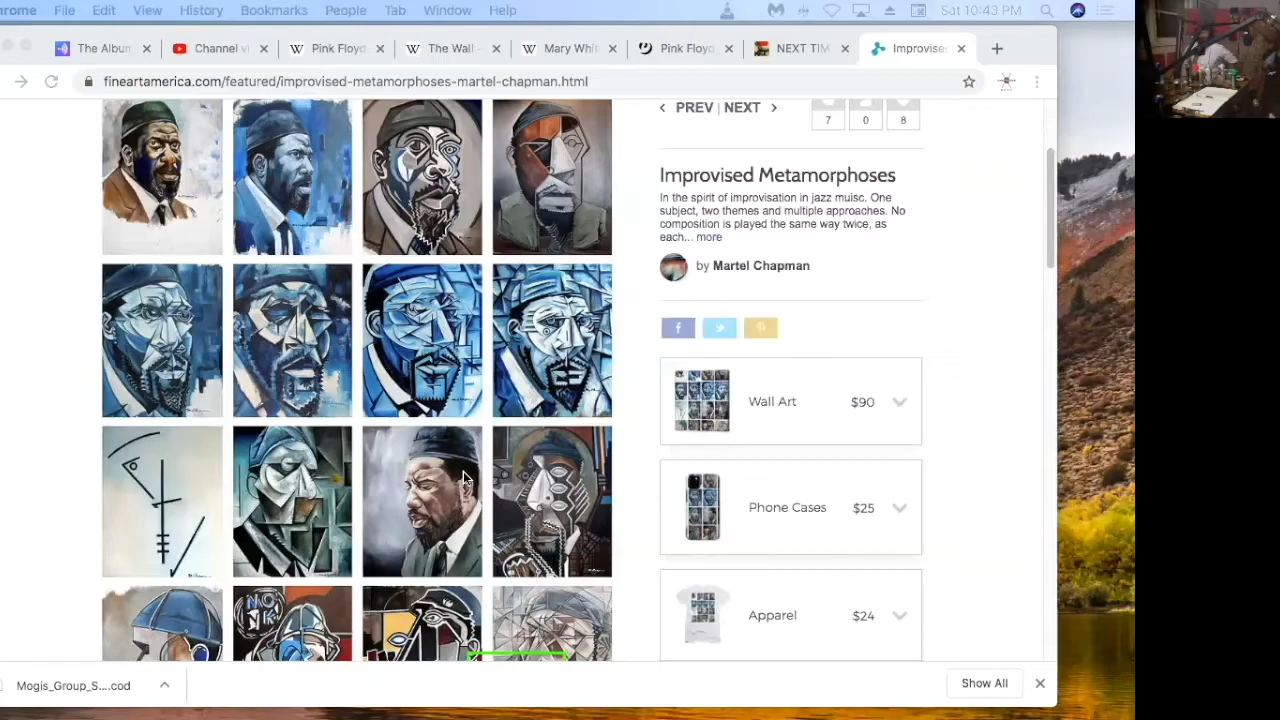 hrome File Edit View History Bookmarks People Tab Window Help Sat 10:43 PM
The Albun Channel vi Pink Floyd The Wall - Mary Whit Pink Floyd NEXT TIM Improvise
fineartamerica.com/featured/improvised-metamorphoses-martel-chapman.html
PREV | NEXT
7 0 8
Improvised Metamorphoses
In the spirit of improvisation in jazz muisc. One
subject, two themes and multiple approaches. No
composition is played the same way twice, as
each... more
by Martel Chapman
Wall Art $90
Phone Cases $25
Apparel $24
Mogis_Group_S....cod
Show All